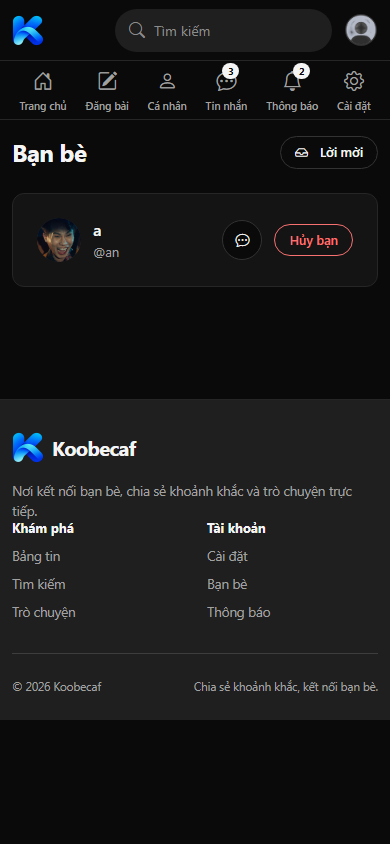 Tìm kiếm
3
2
Trang chủ
Đăng bài
Cá nhân
Tin nhắn
Thông báo
Cài đặt
Bạn bè
Lời mời
a
@an
Hủy bạn
Koobecaf
Nơi kết nối bạn bè, chia sẻ khoảnh khắc và trò chuyện trực
tiếp.
Khám phá
Bảng tin
Tìm kiếm
Trò chuyện
Tài khoản
Cài đặt
Bạn bè
Thông báo
© 2026 Koobecaf
Chia sẻ khoảnh khắc, kết nối bạn bè.